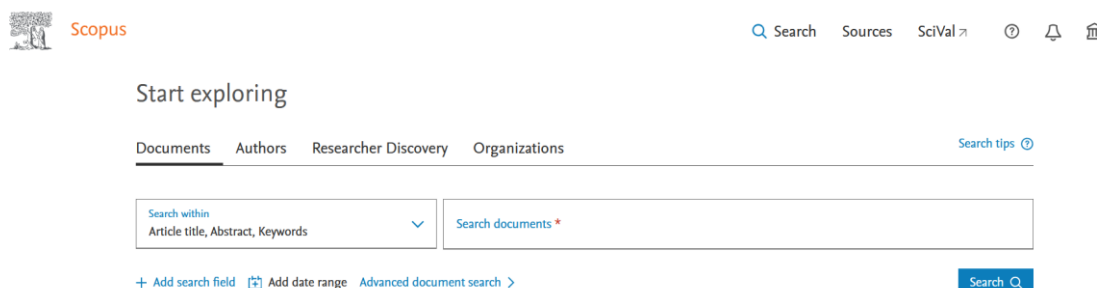 Scopus
Search Sources SciVal
Start exploring
Documents Authors Researcher Discovery Organizations
Search tips
Search within
Article title, Abstract, Keywords
Search documents *
+ Add search field Add date range Advanced document search >
Search